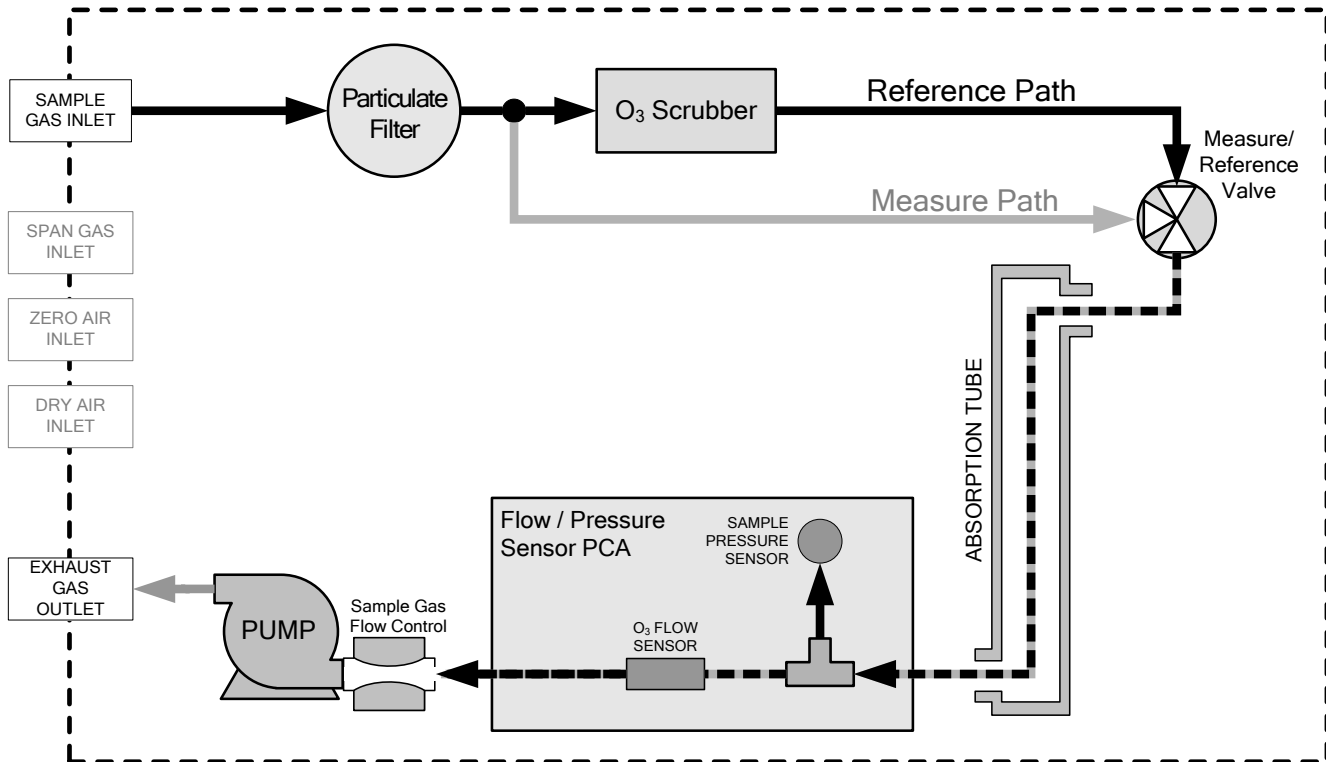 SAMPLE
GAS INLET
Particulate
Filter
O₃ Scrubber
Reference Path
Measure/
Reference
Valve
Measure Path
SPAN GAS
INLET
ZERO AIR
INLET
DRY AIR
INLET
ABSORPTION TUBE
Flow / Pressure
Sensor PCA
SAMPLE
PRESSURE
SENSOR
EXHAUST
GAS
OUTLET
PUMP
Sample Gas
Flow Control
O₃ FLOW
SENSOR